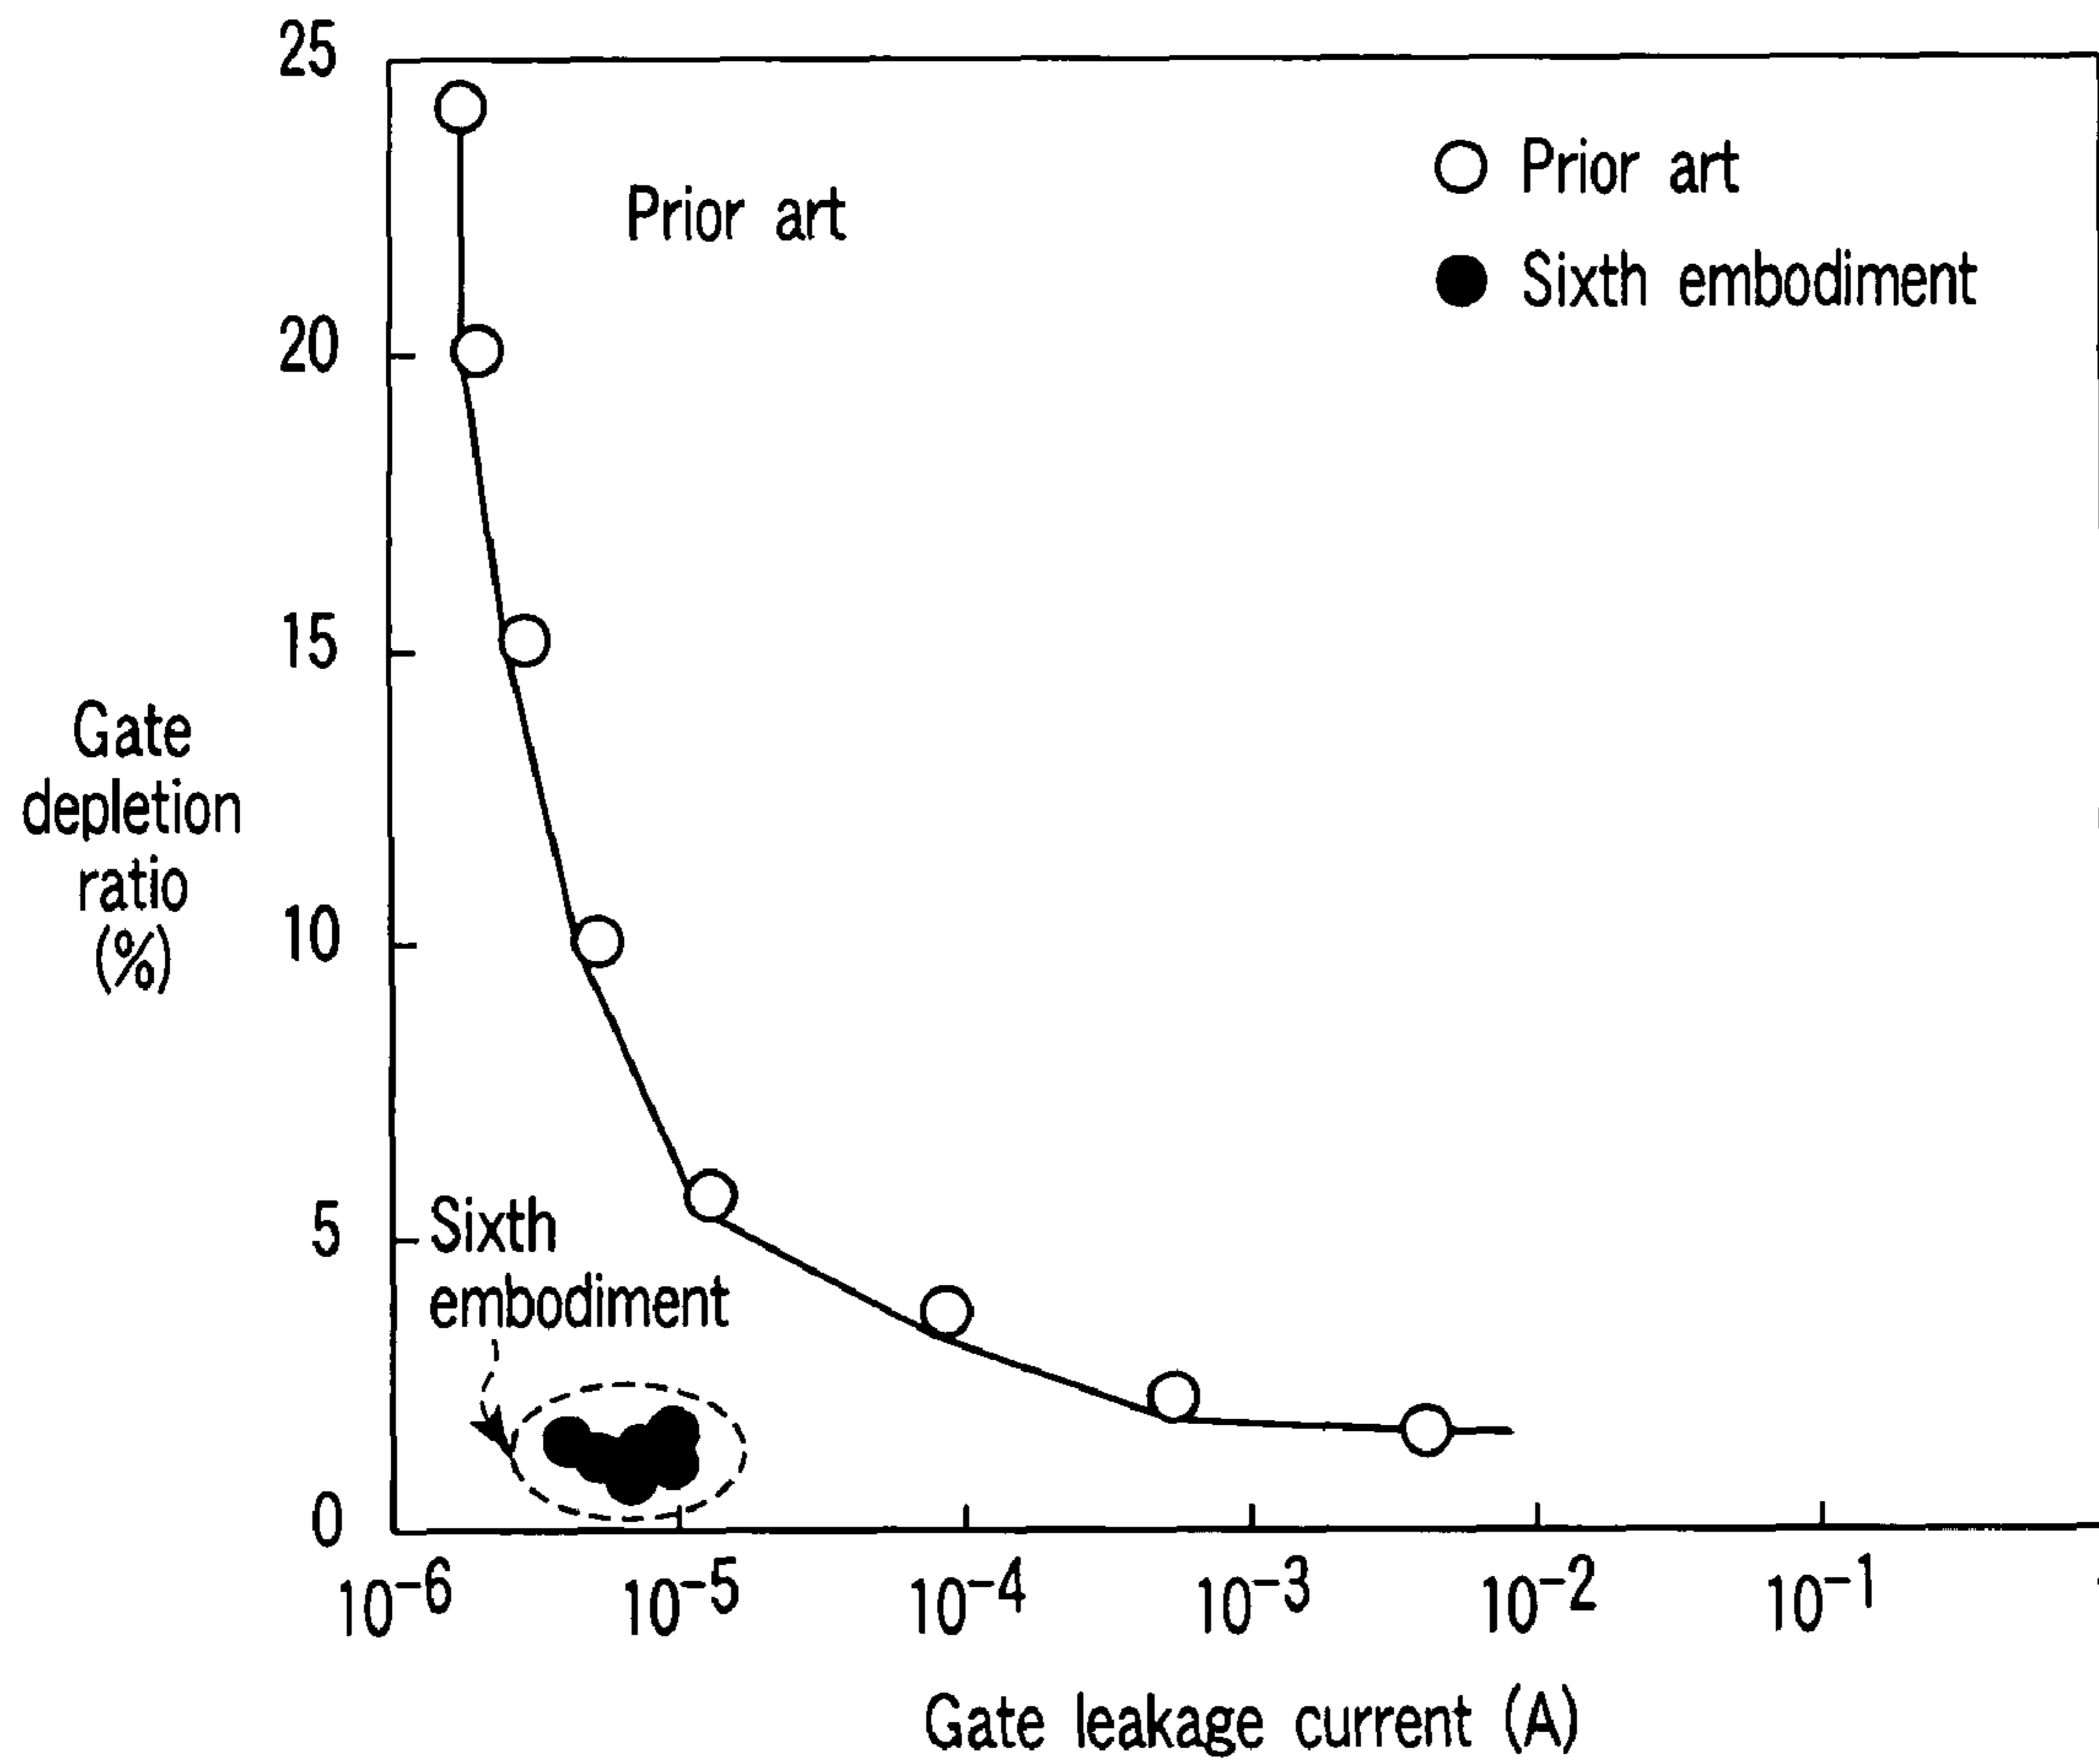 25
20
15
10
5
0
Gate
depletion
ratio
(%)
Prior art
Prior art
Sixth embodiment
Sixth
embodiment
10⁻⁶
10⁻⁵
10⁻⁴
10⁻³
10⁻²
10⁻¹
Gate leakage current (A)